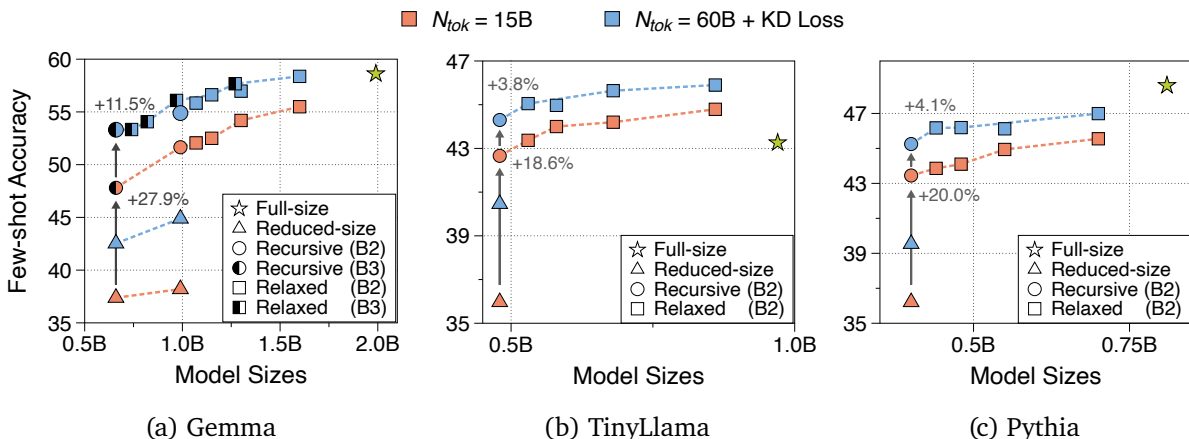 N_tok = 15B N_tok = 60B + KD Loss
Few-shot Accuracy
60
55
50
45
40
35
+11.5%
+27.9%
Full-size
Reduced-size
Recursive (B2)
Recursive (B3)
Relaxed (B2)
Relaxed (B3)
0.5B 1.0B 1.5B 2.0B
Model Sizes
(a) Gemma
47
43
39
35
+3.8%
+18.6%
Full-size
Reduced-size
Recursive (B2)
Relaxed (B2)
0.5B 1.0B
Model Sizes
(b) TinyLlama
47
43
39
35
+4.1%
+20.0%
Full-size
Reduced-size
Recursive (B2)
Relaxed (B2)
0.5B 0.75B
Model Sizes
(c) Pythia